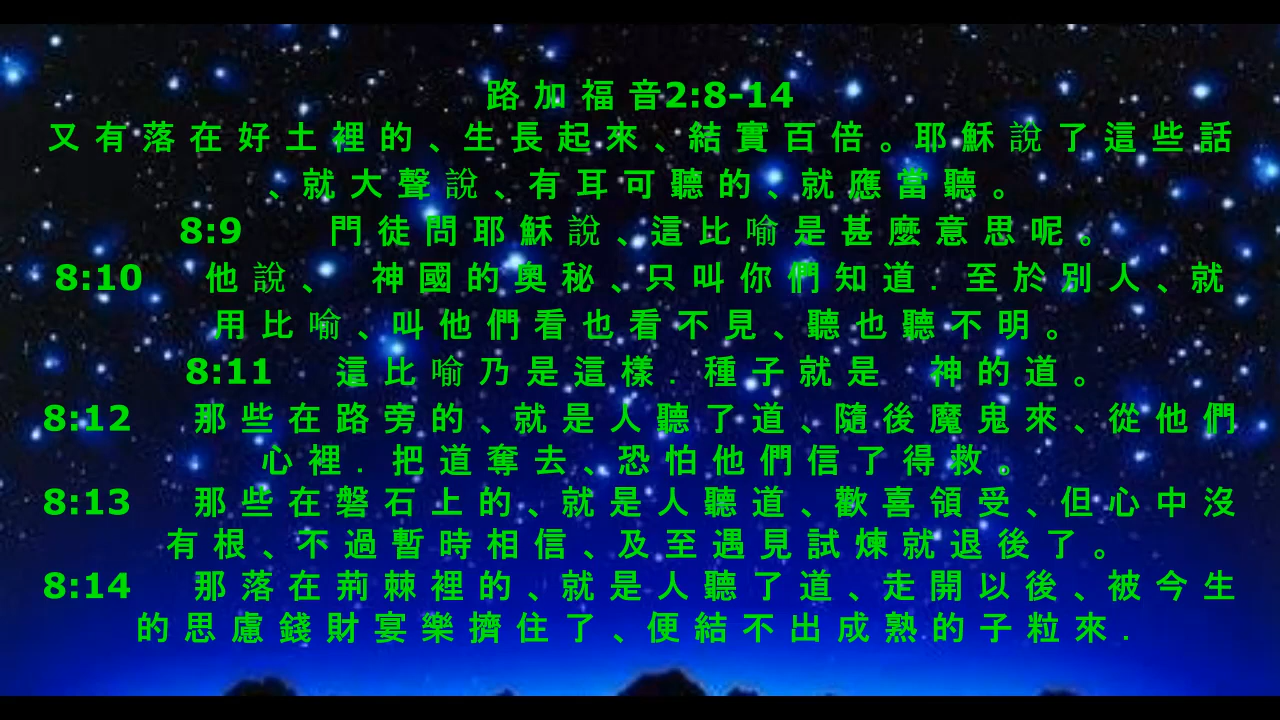 路加福音2:8-14
又有落在好土裡的、生長起來、結實百倍。耶穌說了這些話
、就大聲說、有耳可聽的、就應當聽。
8:9 門徒問耶穌說、這比喻是甚麼意思呢。
8:10 他說、 神國的奧秘、只叫你們知道．至於別人、就
用比喻、叫他們看也看不見、聽也聽不明。
8:11 這比喻乃是這樣．種子就是 神的道。
8:12 那些在路旁的、就是人聽了道、隨後魔鬼來、從他們
心裡．把道奪去、恐怕他們信了得救。
8:13 那些在磐石上的、就是人聽道、歡喜領受、但心中沒
有根、不過暫時相信、及至遇見試煉就退後了。
8:14 那落在荊棘裡的、就是人聽了道、走開以後、被今生
的思慮錢財宴樂擠住了、便結不出成熟的子粒來．